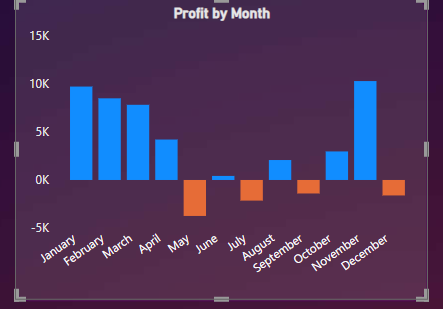 Profit by Month
15K
10K
5K
0K
-5K
January
February
March
April
May
June
July
August
September
October
November
December